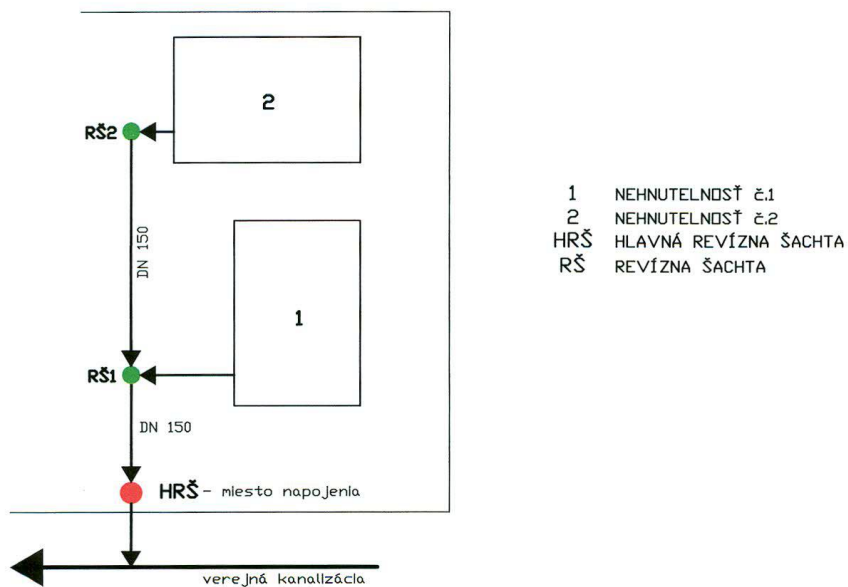 2
RŠ2
DN 150
1
RŠ1
DN 150
HRŠ - miesto napojenia
verejná kanalizácia
1 NEHNUTELNOSŤ č.1
2 NEHNUTELNOSŤ č.2
HRŠ HLAVNÁ REVÍZNA ŠACHTA
RŠ REVÍZNA ŠACHTA